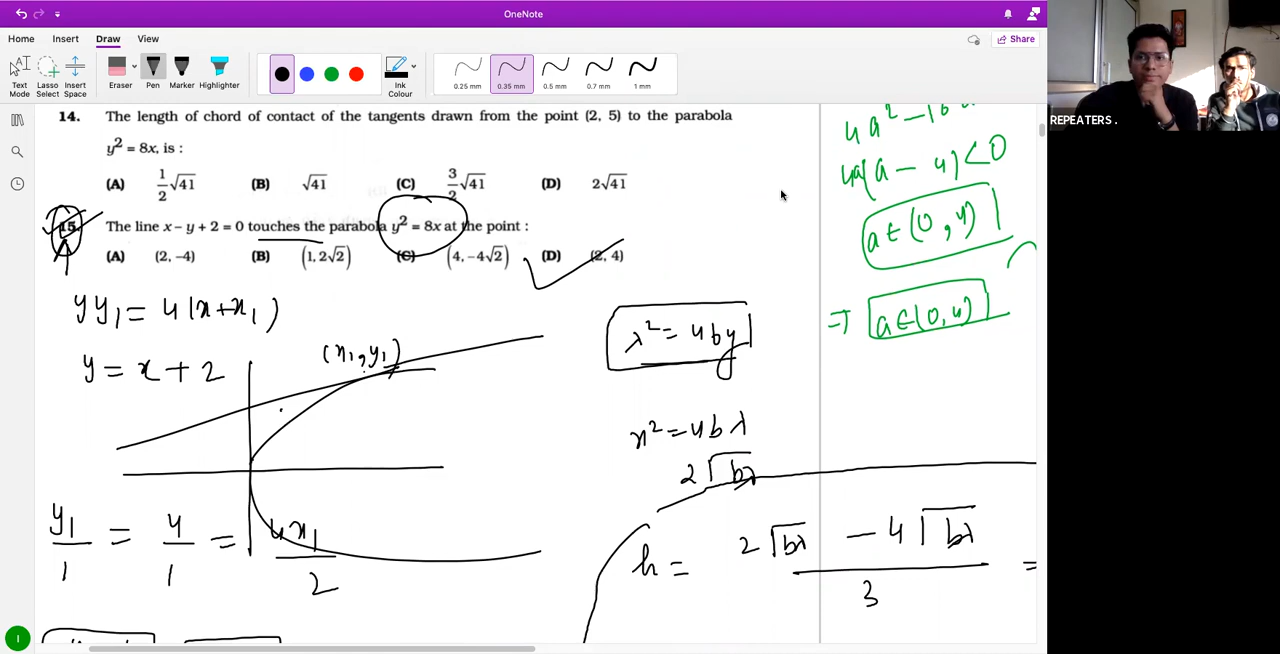 OneNote
Home Insert Draw View
Share
Text Mode
Lasso Select
Insert Space
Eraser
Pen
Marker
Highlighter
Ink Colour
0.25 mm
0.35 mm
0.5 mm
0.7 mm
1 mm
REPEATERS .
14. The length of chord of contact of the tangents drawn from the point (2, 5) to the parabola
y² = 8x, is :
(A) 1/2 √41 (B) √41 (C) 3/2 √41 (D) 2√41
15. The line x – y + 2 = 0 touches the parabola y² = 8x at the point :
(A) (2, –4) (B) (1, 2√2) (C) (4, –4√2) (D) (2, 4)
yy₁ = 4(x+x₁)
y = x + 2
(x₁, y₁)
y₁/1 = 4/1 = 4x₁/2
λ² = 4by
x² = 4bλ
2√bλ
h = (2√bλ – 4√bλ)/3 =
4a(a – 4) < 0
a ∈ (0, 4)
⇒ a ∈ (0, 4)
I